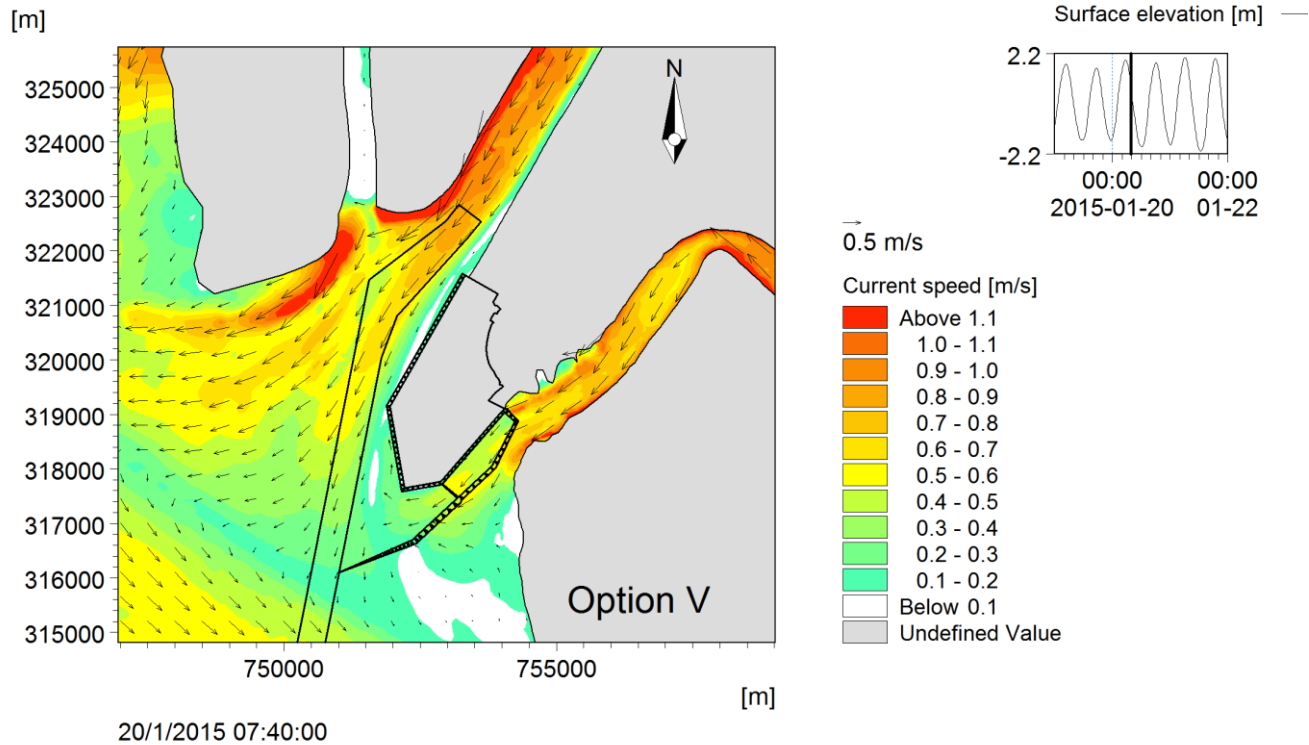 [m]
325000
324000
323000
322000
321000
320000
319000
318000
317000
316000
315000
N
Option V
750000
755000
[m]
20/1/2015 07:40:00
Surface elevation [m]
2.2
-2.2
00:00
00:00
2015-01-20
01-22
0.5 m/s
Current speed [m/s]
Above 1.1
1.0 - 1.1
0.9 - 1.0
0.8 - 0.9
0.7 - 0.8
0.6 - 0.7
0.5 - 0.6
0.4 - 0.5
0.3 - 0.4
0.2 - 0.3
0.1 - 0.2
Below 0.1
Undefined Value